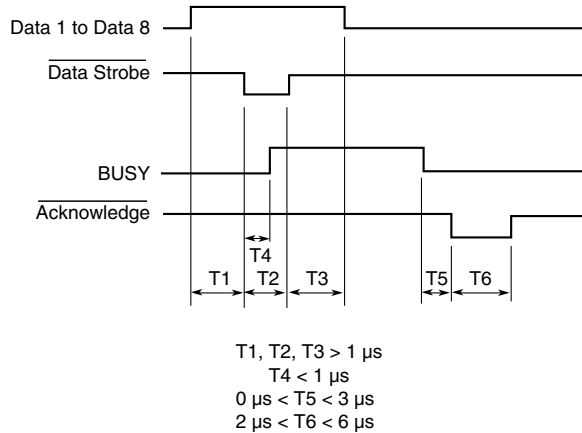 Data 1 to Data 8
Data Strobe
BUSY
Acknowledge
T4
T1 T2 T3 T5 T6
T1, T2, T3 > 1 µs
T4 < 1 µs
0 µs < T5 < 3 µs
2 µs < T6 < 6 µs